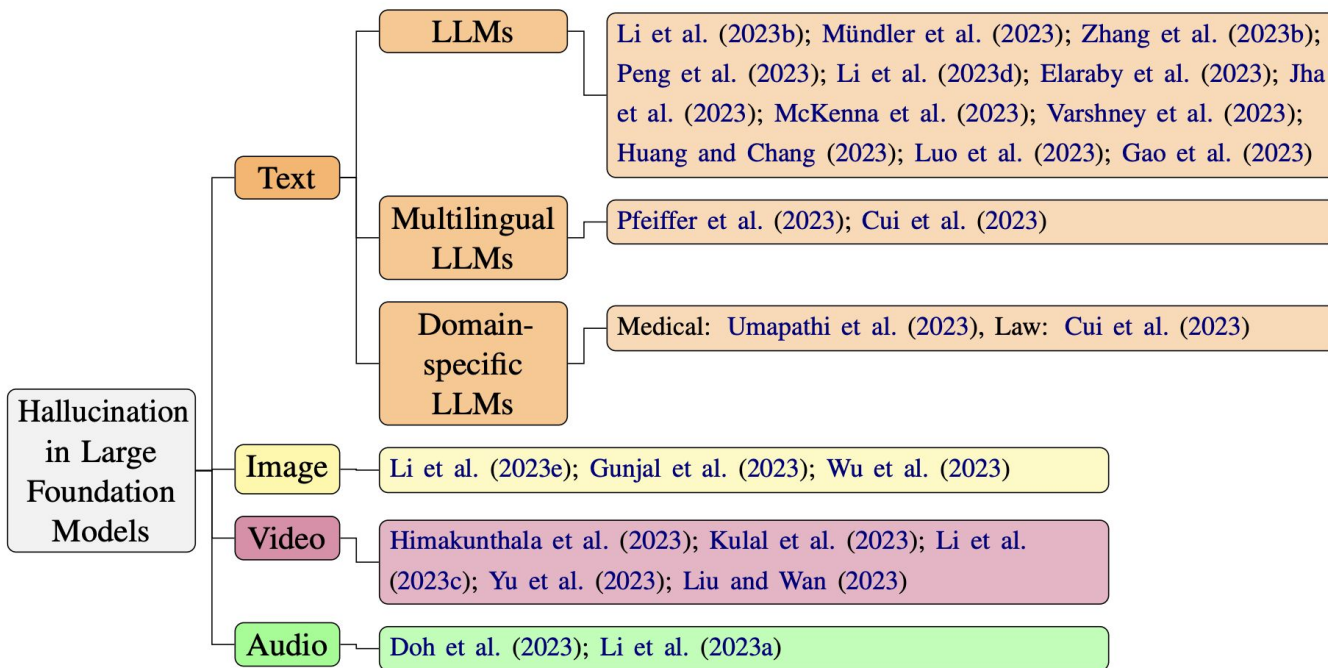 LLMs
Li et al. (2023b); Mündler et al. (2023); Zhang et al. (2023b);
Peng et al. (2023); Li et al. (2023d), Elaraby et al. (2023); Jha
et al. (2023); McKenna et al. (2023); Varshney et al. (2023);
Huang and Chang (2023); Luo et al. (2023); Gao et al. (2023)
Text
Multilingual
LLMs
Pfeiffer et al. (2023); Cui et al. (2023)
Domain-
specific
LLMs
Medical: Umapathi et al. (2023), Law: Cui et al. (2023)
Hallucination
in Large
Foundation
Models
Image
Li et al. (2023e); Gunjal et al. (2023); Wu et al. (2023)
Video
Himakunthala et al. (2023); Kulal et al. (2023); Li et al.
(2023c); Yu et al. (2023); Liu and Wan (2023)
Audio
Doh et al. (2023); Li et al. (2023a)